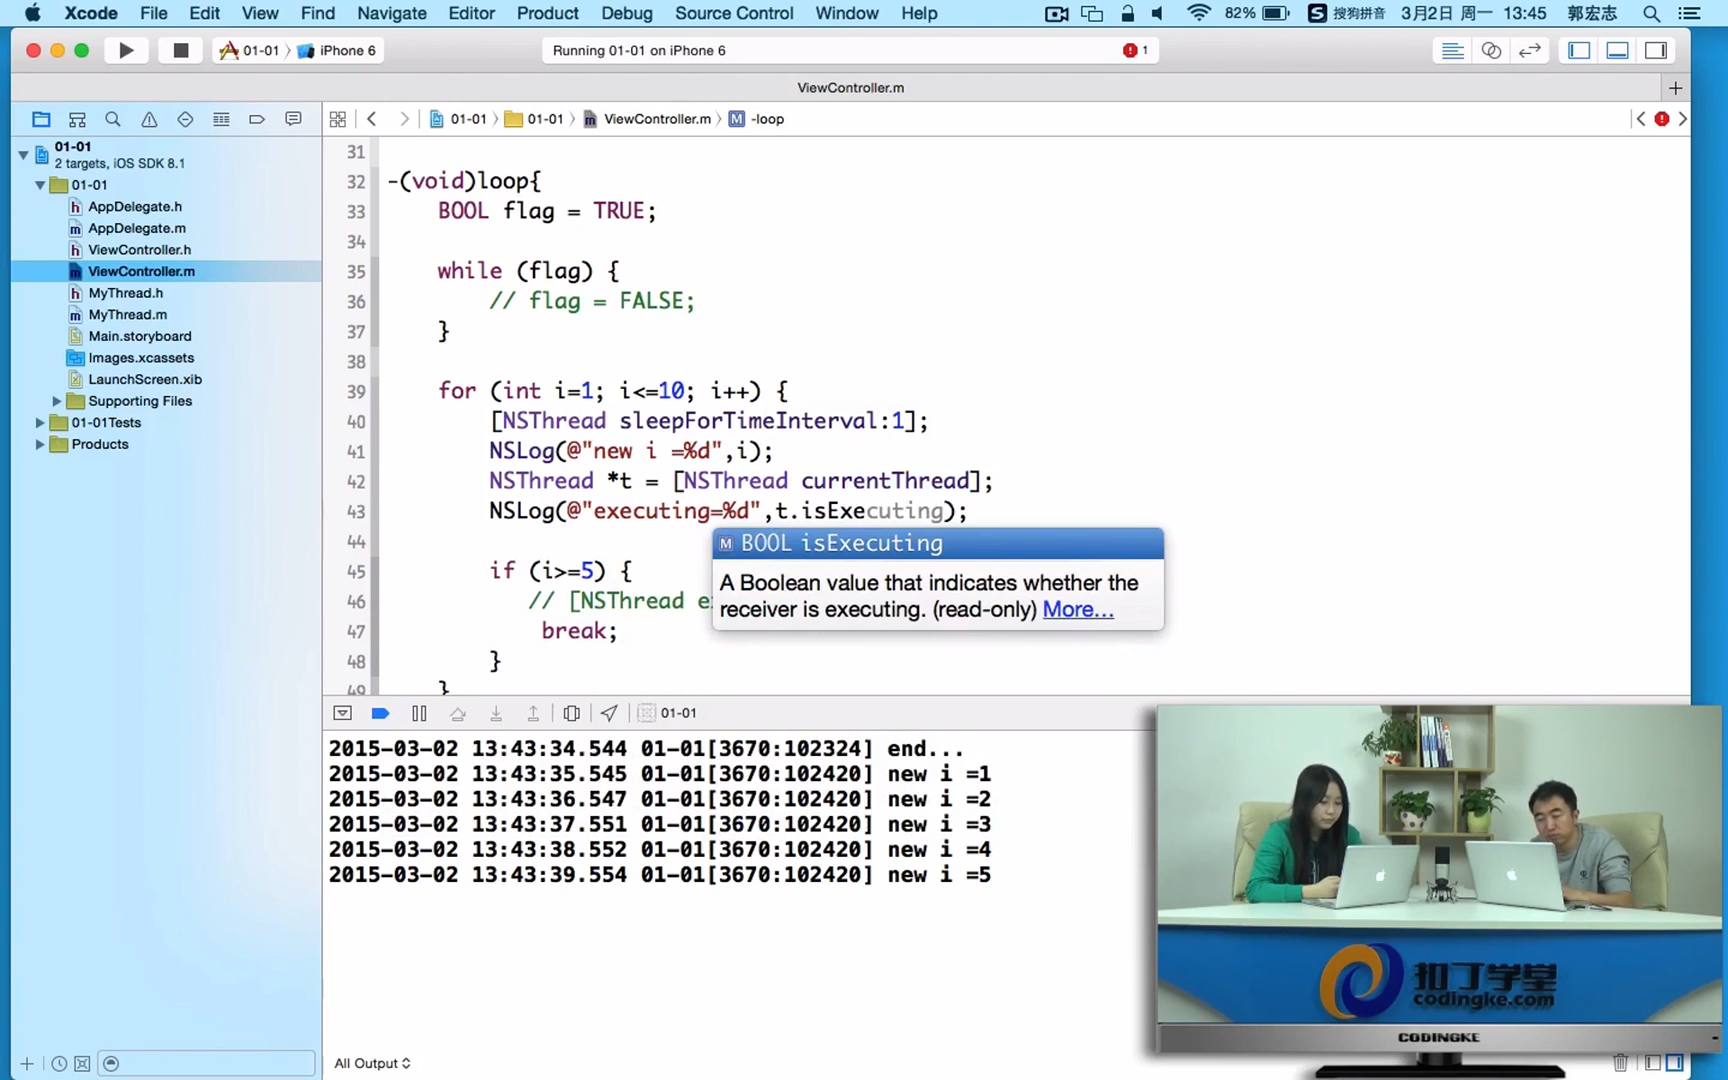 Xcode File Edit View Find Navigate Editor Product Debug Source Control Window Help 82% S 搜狗拼音 3月2日 周一 13:45 郭宏志
01-01 iPhone 6 Running 01-01 on iPhone 6 1
ViewController.m
01-01 01-01 ViewController.m M -loop
01-01
2 targets, iOS SDK 8.1
01-01
h AppDelegate.h
m AppDelegate.m
h ViewController.h
m ViewController.m
h MyThread.h
m MyThread.m
Main.storyboard
Images.xcassets
LaunchScreen.xib
Supporting Files
01-01Tests
Products
31
32 -(void)loop{
33 BOOL flag = TRUE;
34
35 while (flag) {
36 // flag = FALSE;
37 }
38
39 for (int i=1; i<=10; i++) {
40 [NSThread sleepForTimeInterval:1];
41 NSLog(@"new i =%d",i);
42 NSThread *t = [NSThread currentThread];
43 NSLog(@"executing=%d",t.isExecuting);
44
45 if (i>=5) {
46 // [NSThread e
47 break;
48 }
49 }
M BOOL isExecuting
A Boolean value that indicates whether the
receiver is executing. (read-only) More...
01-01
2015-03-02 13:43:34.544 01-01[3670:102324] end...
2015-03-02 13:43:35.545 01-01[3670:102420] new i =1
2015-03-02 13:43:36.547 01-01[3670:102420] new i =2
2015-03-02 13:43:37.551 01-01[3670:102420] new i =3
2015-03-02 13:43:38.552 01-01[3670:102420] new i =4
2015-03-02 13:43:39.554 01-01[3670:102420] new i =5
扣丁学堂
codingke.com
CODINGKE
All Output